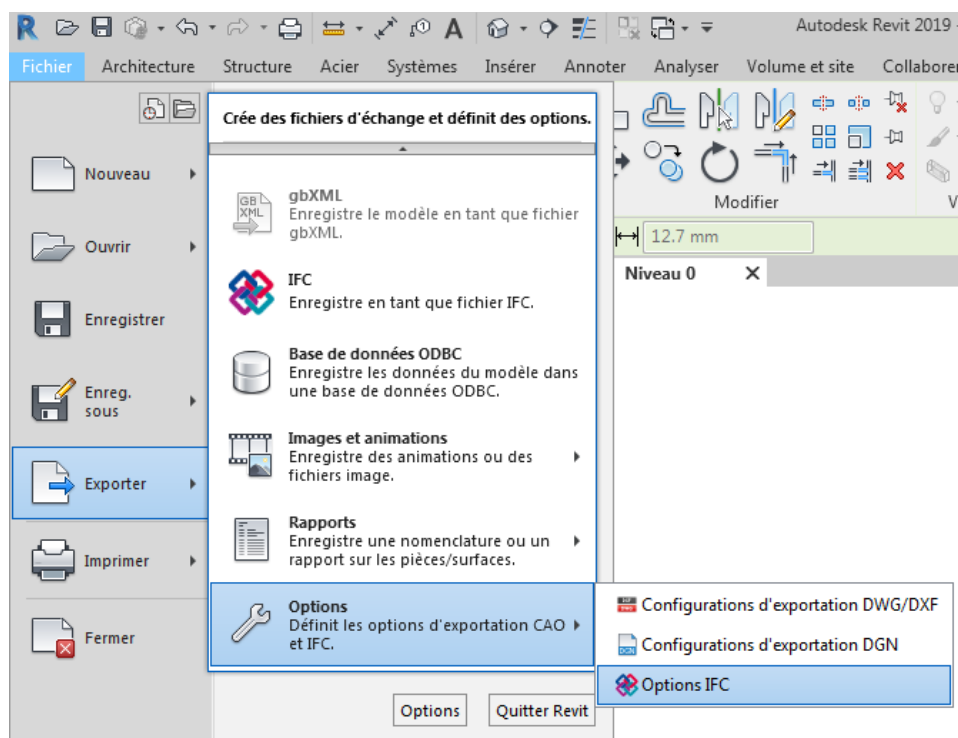 Autodesk Revit 2019 -
Fichier Architecture Structure Acier Systèmes Insérer Annoter Analyser Volume et site Collaborer
Crée des fichiers d'échange et définit des options.
Nouveau
Ouvrir
Enregistrer
Enreg.
sous
Exporter
Imprimer
Fermer
GB
XML
gbXML
Enregistre le modèle en tant que fichier
gbXML.
IFC
Enregistre en tant que fichier IFC.
Base de données ODBC
Enregistre les données du modèle dans
une base de données ODBC.
Images et animations
Enregistre des animations ou des
fichiers image.
Rapports
Enregistre une nomenclature ou un
rapport sur les pièces/surfaces.
Options
Définit les options d'exportation CAO
et IFC.
Options Quitter Revit
Modifier V
12.7 mm
Niveau 0
Configurations d'exportation DWG/DXF
DGN
Configurations d'exportation DGN
Options IFC